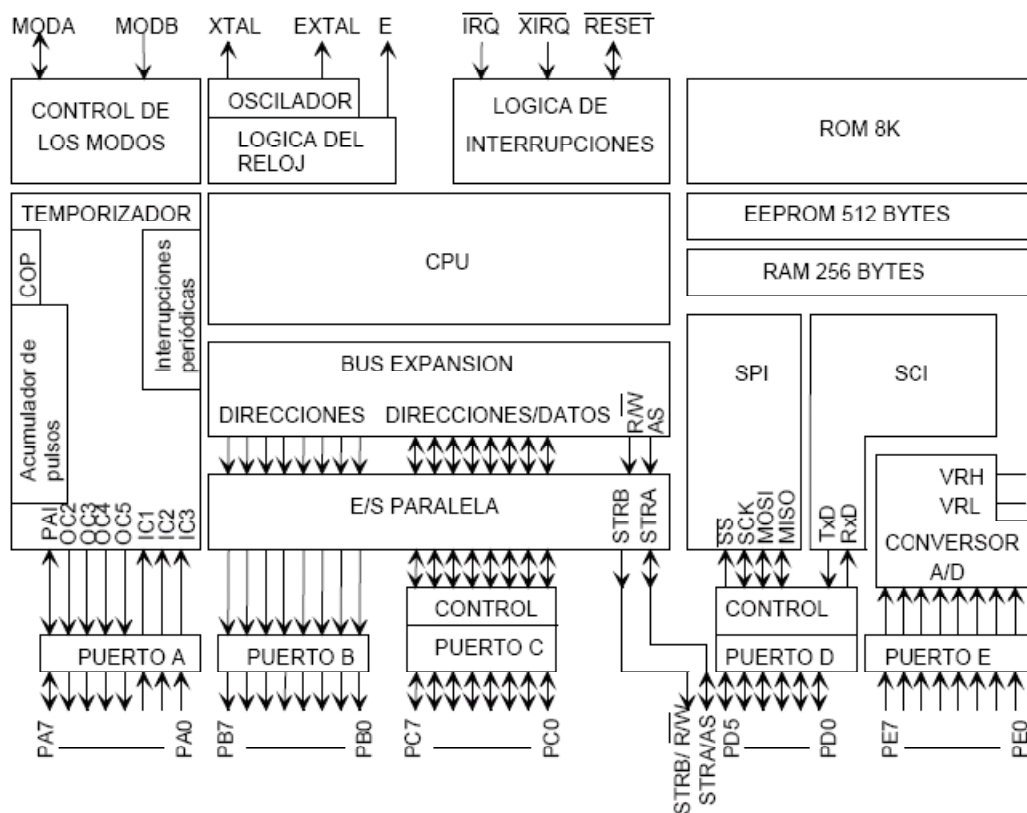 MODA MODB XTAL EXTAL E IRQ XIRQ RESET
CONTROL DE
LOS MODOS
OSCILADOR
LOGICA DEL
RELOJ
LOGICA DE
INTERRUPCIONES
ROM 8K
TEMPORIZADOR
COP
Acumulador de
pulsos
Interrupciones
periódicas
CPU
EEPROM 512 BYTES
RAM 256 BYTES
BUS EXPANSION
DIRECCIONES DIRECCIONES/DATOS
R/W
AS
SPI
SCI
E/S PARALELA
STRB
STRA
PAI
OC2
OC3
OC4
OC5
IC1
IC2
IC3
SS
SCK
MOSI
MISO
TxD
RxD
VRH
VRL
CONVERSOR
A/D
CONTROL
PUERTO C
CONTROL
PUERTO D
PUERTO A
PUERTO B
PUERTO E
PA7
PA0
PB7
PB0
PC7
PC0
STRB/ R/W
STRA/AS
PD5
PD0
PE7
PE0